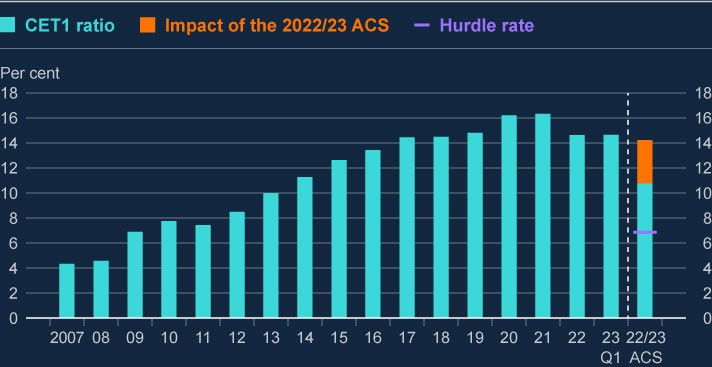 CET1 ratio Impact of the 2022/23 ACS Hurdle rate
Per cent
18 18
16 16
14 14
12 12
10 10
8 8
6 6
4 4
2 2
0 0
2007 08 09 10 11 12 13 14 15 16 17 18 19 20 21 22 23 22/23
Q1 ACS